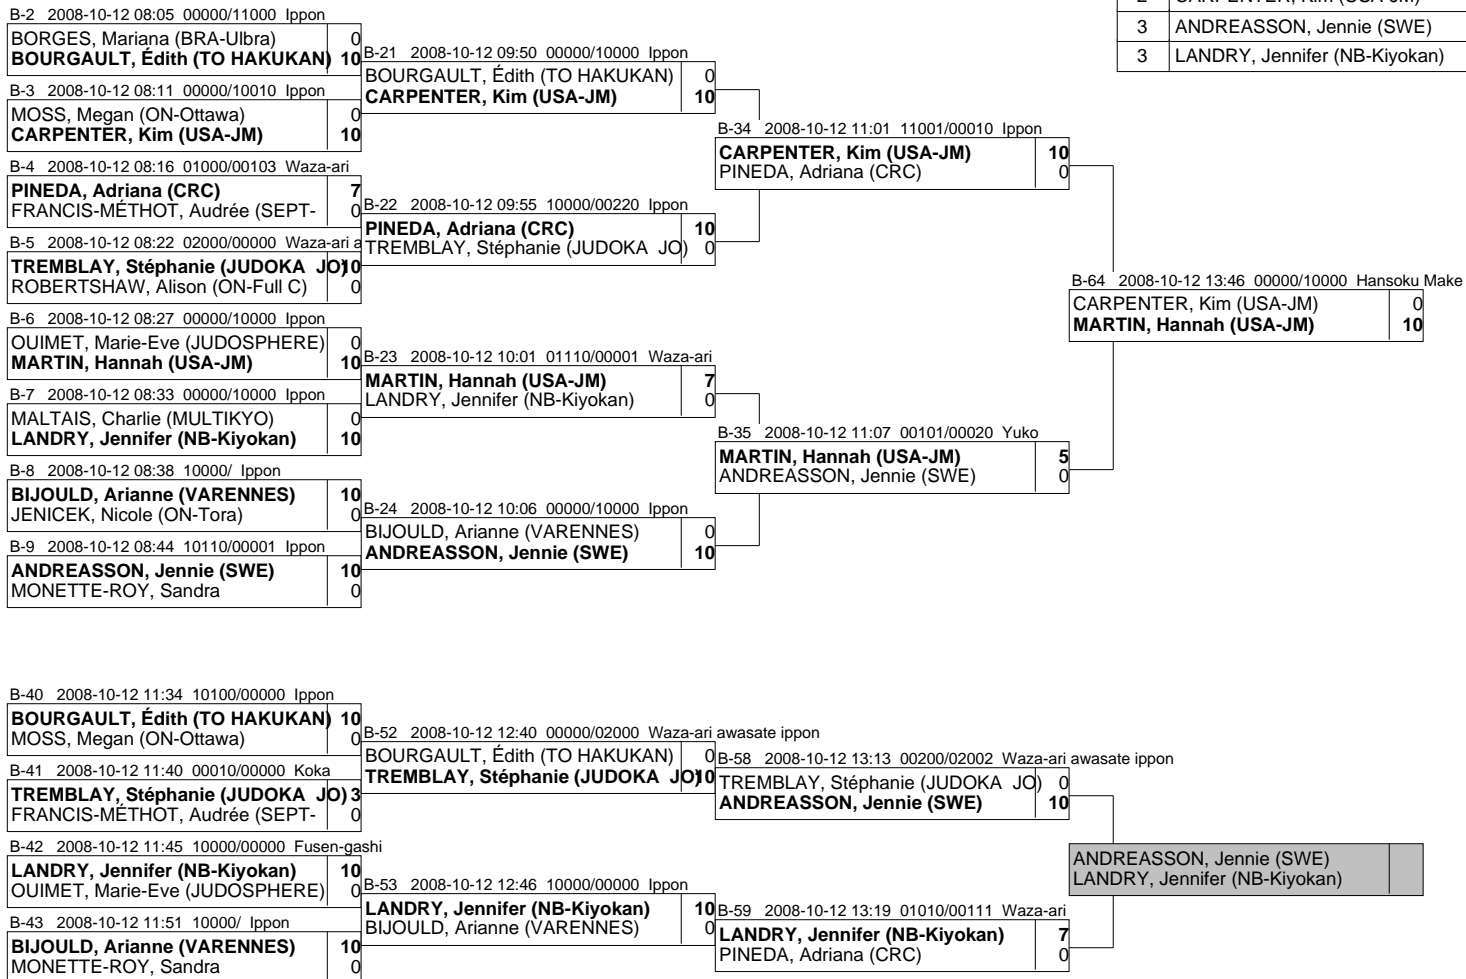 B-2 2008-10-12 08:05 00000/11000 Ippon
BORGES, Mariana (BRA-Ulbra) 0
BOURGAULT, Édith (TO HAKUKAN) 10
B-3 2008-10-12 08:11 00000/10010 Ippon
MOSS, Megan (ON-Ottawa) 0
CARPENTER, Kim (USA-JM) 10
B-4 2008-10-12 08:16 01000/00103 Waza-ari
PINEDA, Adriana (CRC) 7
FRANCIS-MÉTHOT, Audrée (SEPT- 0
B-5 2008-10-12 08:22 02000/00000 Waza-ari a
TREMBLAY, Stéphanie (JUDOKA JO) 10
ROBERTSHAW, Alison (ON-Full C) 0
B-6 2008-10-12 08:27 00000/10000 Ippon
OUIMET, Marie-Eve (JUDOSPHERE) 0
MARTIN, Hannah (USA-JM) 10
B-7 2008-10-12 08:33 00000/10000 Ippon
MALTAIS, Charlie (MULTIKYO) 0
LANDRY, Jennifer (NB-Kiyokan) 10
B-8 2008-10-12 08:38 10000/ Ippon
BIJOULD, Arianne (VARENNES) 10
JENICEK, Nicole (ON-Tora) 0
B-9 2008-10-12 08:44 10110/00001 Ippon
ANDREASSON, Jennie (SWE) 10
MONETTE-ROY, Sandra 0
B-21 2008-10-12 09:50 00000/10000 Ippon
BOURGAULT, Édith (TO HAKUKAN) 0
CARPENTER, Kim (USA-JM) 10
B-22 2008-10-12 09:55 10000/00220 Ippon
PINEDA, Adriana (CRC) 10
TREMBLAY, Stéphanie (JUDOKA JO) 0
B-23 2008-10-12 10:01 01110/00001 Waza-ari
MARTIN, Hannah (USA-JM) 7
LANDRY, Jennifer (NB-Kiyokan) 0
B-24 2008-10-12 10:06 00000/10000 Ippon
BIJOULD, Arianne (VARENNES) 0
ANDREASSON, Jennie (SWE) 10
B-34 2008-10-12 11:01 11001/00010 Ippon
CARPENTER, Kim (USA-JM) 10
PINEDA, Adriana (CRC) 0
B-35 2008-10-12 11:07 00101/00020 Yuko
MARTIN, Hannah (USA-JM) 5
ANDREASSON, Jennie (SWE) 0
B-64 2008-10-12 13:46 00000/10000 Hansoku Make
CARPENTER, Kim (USA-JM) 0
MARTIN, Hannah (USA-JM) 10
2 CARPENTER, Kim (USA-JM)
3 ANDREASSON, Jennie (SWE)
3 LANDRY, Jennifer (NB-Kiyokan)
B-40 2008-10-12 11:34 10100/00000 Ippon
BOURGAULT, Édith (TO HAKUKAN) 10
MOSS, Megan (ON-Ottawa) 0
B-41 2008-10-12 11:40 00010/00000 Koka
TREMBLAY, Stéphanie (JUDOKA JO) 3
FRANCIS-MÉTHOT, Audrée (SEPT- 0
B-42 2008-10-12 11:45 10000/00000 Fusen-gashi
LANDRY, Jennifer (NB-Kiyokan) 10
OUIMET, Marie-Eve (JUDOSPHERE) 0
B-43 2008-10-12 11:51 10000/ Ippon
BIJOULD, Arianne (VARENNES) 10
MONETTE-ROY, Sandra 0
B-52 2008-10-12 12:40 00000/02000 Waza-ari awasate ippon
BOURGAULT, Édith (TO HAKUKAN) 0
TREMBLAY, Stéphanie (JUDOKA JO) 10
B-53 2008-10-12 12:46 10000/00000 Ippon
LANDRY, Jennifer (NB-Kiyokan) 10
BIJOULD, Arianne (VARENNES) 0
B-58 2008-10-12 13:13 00200/02002 Waza-ari awasate ippon
TREMBLAY, Stéphanie (JUDOKA JO) 0
ANDREASSON, Jennie (SWE) 10
B-59 2008-10-12 13:19 01010/00111 Waza-ari
LANDRY, Jennifer (NB-Kiyokan) 7
PINEDA, Adriana (CRC) 0
ANDREASSON, Jennie (SWE)
LANDRY, Jennifer (NB-Kiyokan)